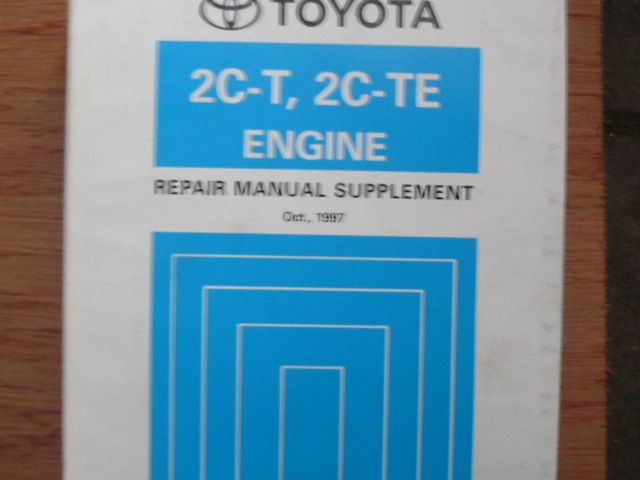 TOYOTA
2C-T, 2C-TE
ENGINE
REPAIR MANUAL SUPPLEMENT
Oct., 1997